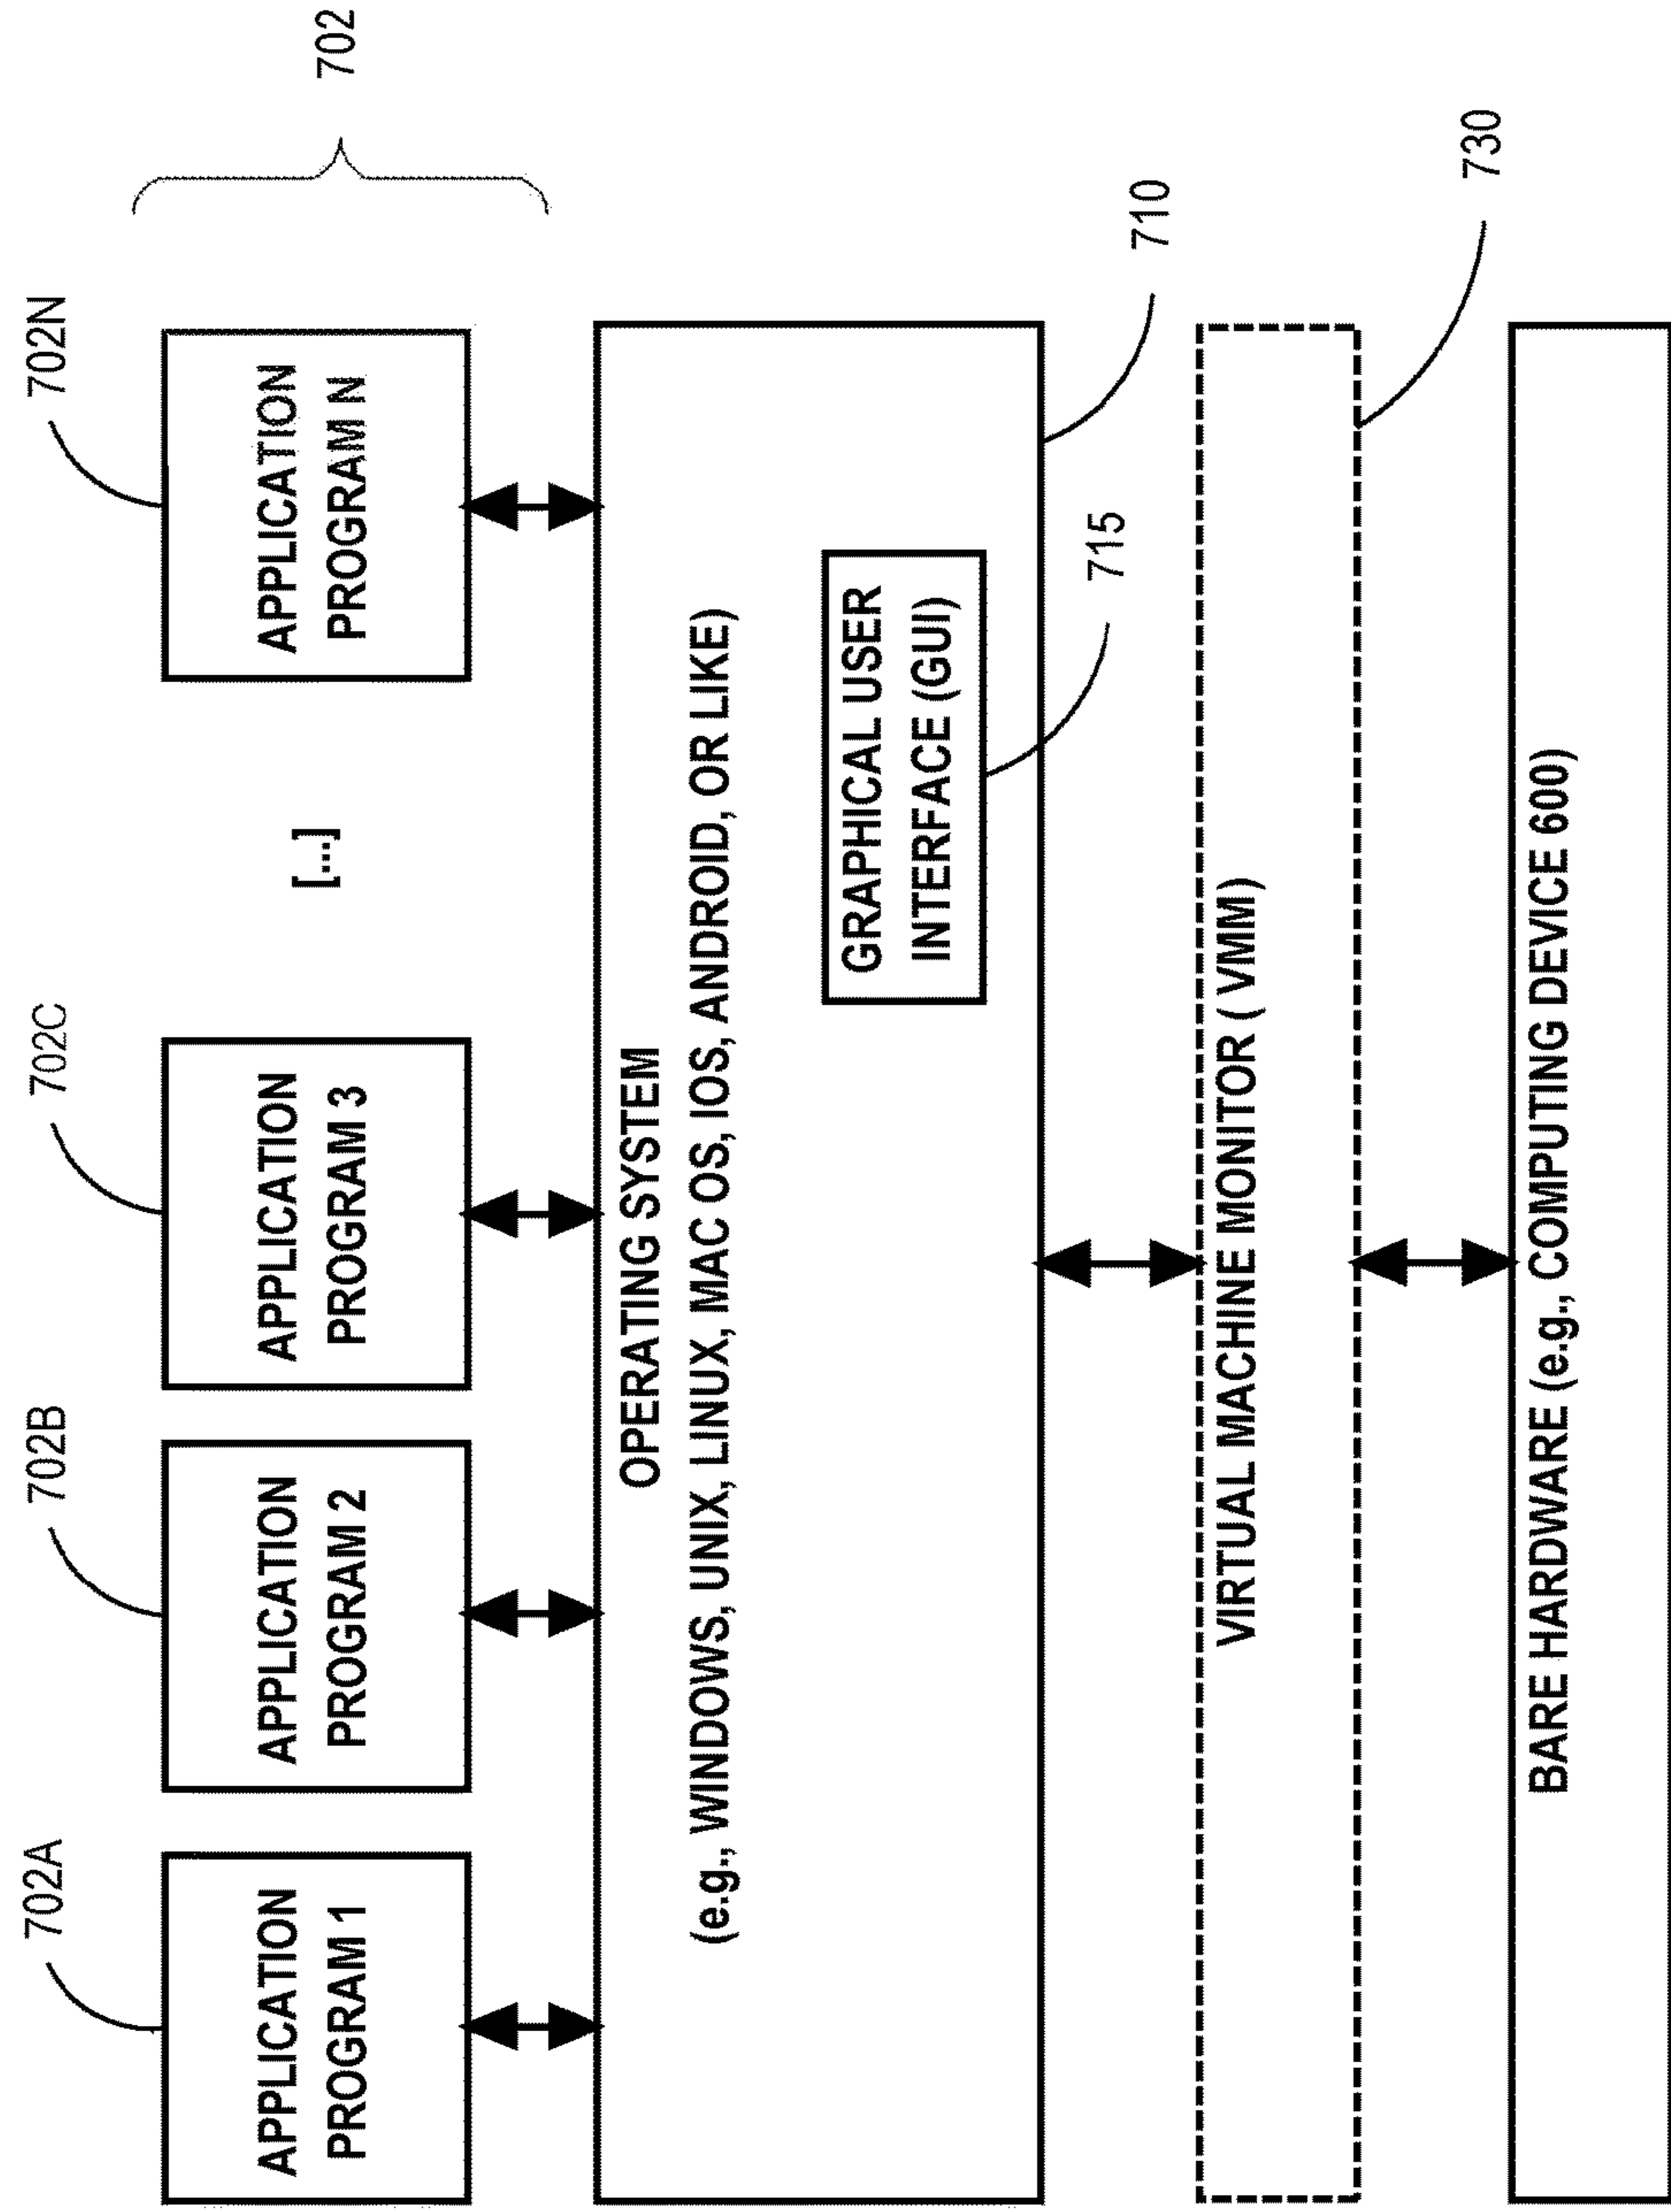 702
702A
702B
702C
702N
APPLICATION
PROGRAM 1
APPLICATION
PROGRAM 2
APPLICATION
PROGRAM 3
[...]
APPLICATION
PROGRAM N
OPERATING SYSTEM
(e.g., WINDOWS, UNIX, LINUX, MAC OS, IOS, ANDROID, OR LIKE)
GRAPHICAL USER
INTERFACE (GUI)
715
710
VIRTUAL MACHINE MONITOR ( VMM)
730
BARE HARDWARE (e.g., COMPUTING DEVICE 600)